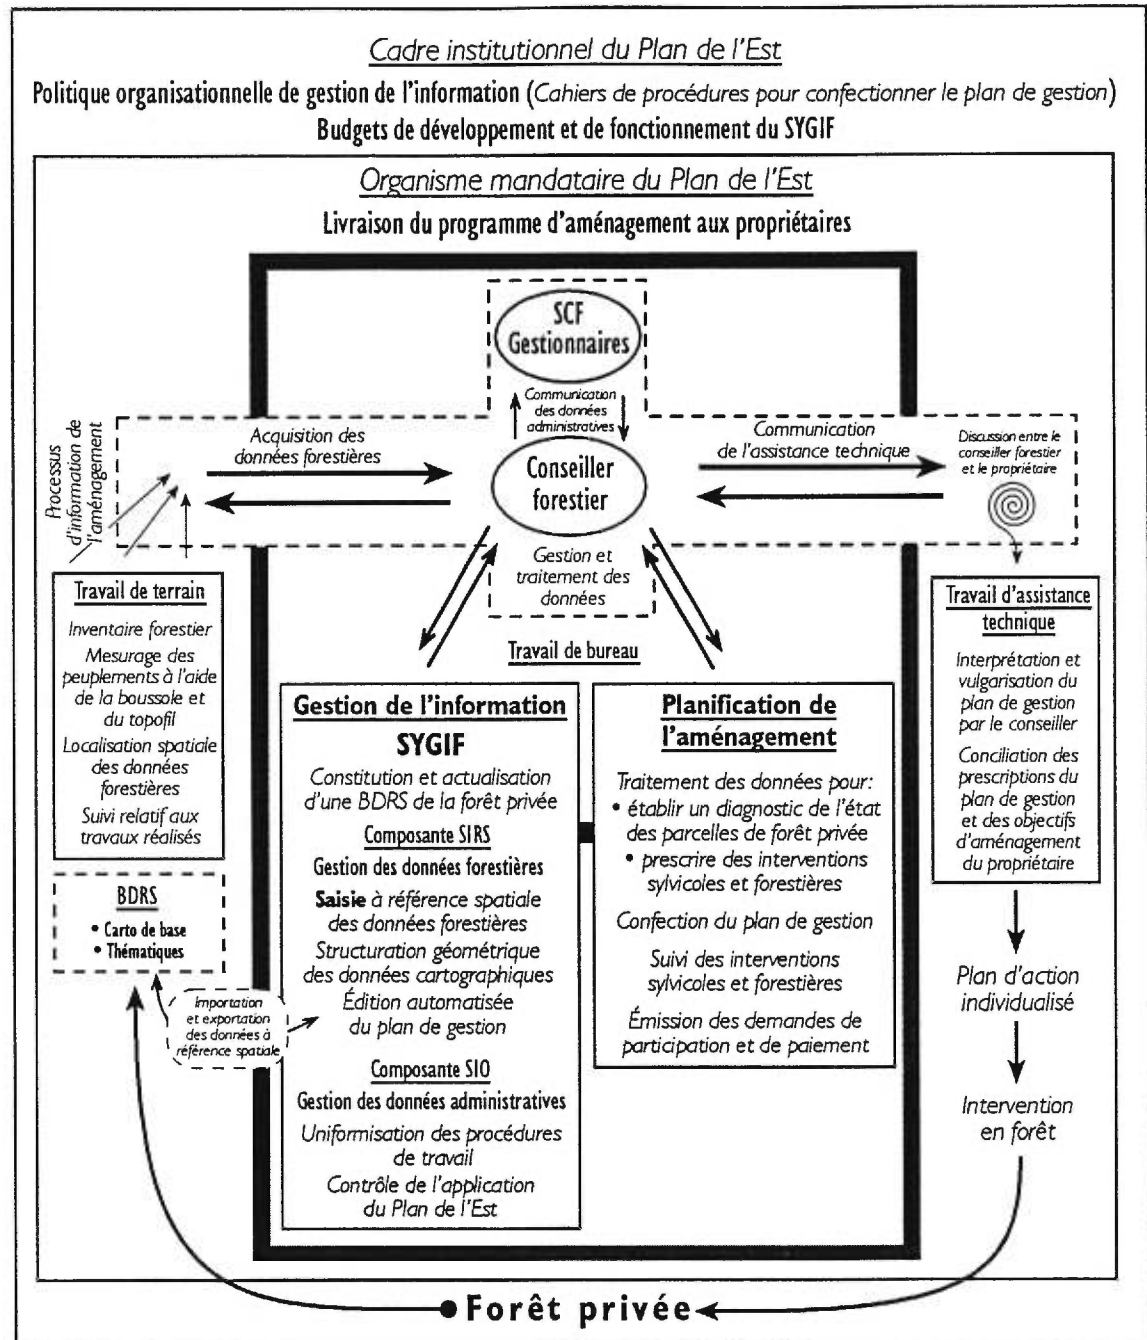 Cadre institutionnel du Plan de l'Est
Politique organisationnelle de gestion de l'information (Cahiers de procédures pour confectionner le plan de gestion)
Budgets de développement et de fonctionnement du SYGIF
Organisme mandataire du Plan de l'Est
Livraison du programme d'aménagement aux propriétaires
SCF
Gestionnaires
Communication
des données
administratives
Processus
d'information de
l'aménagement
Acquisition des
données forestières
Conseiller
forestier
Communication
de l'assistance technique
Discussion entre le
conseiller forestier
et le propriétaire
Gestion et
traitement des
données
Travail de bureau
Travail de terrain
Inventaire forestier
Mesurage des
peuplements à l'aide
de la boussole et
du topofil
Localisation spatiale
des données
forestières
Suivi relatif aux
travaux réalisés
BDRS
• Carto de base
• Thématiques
Importation
et exportation
des données à
référence spatiale
Gestion de l'information
SYGIF
Constitution et actualisation
d'une BDRS de la forêt privée
Composante SIRS
Gestion des données forestières
Saisie à référence spatiale
des données forestières
Structuration géométrique
des données cartographiques
Édition automatisée
du plan de gestion
Composante SIO
Gestion des données administratives
Uniformisation des procédures
de travail
Contrôle de l'application
du Plan de l'Est
Planification de
l'aménagement
Traitement des données pour:
• établir un diagnostic de l'état
des parcelles de forêt privée
• prescrire des interventions
sylvicoles et forestières
Confection du plan de gestion
Suivi des interventions
sylvicoles et forestières
Émission des demandes de
participation et de paiement
Travail d'assistance
technique
Interprétation et
vulgarisation du
plan de gestion
par le conseiller
Conciliation des
prescriptions du
plan de gestion
et des objectifs
d'aménagement
du propriétaire
Plan d'action
individualisé
Intervention
en forêt
Forêt privée